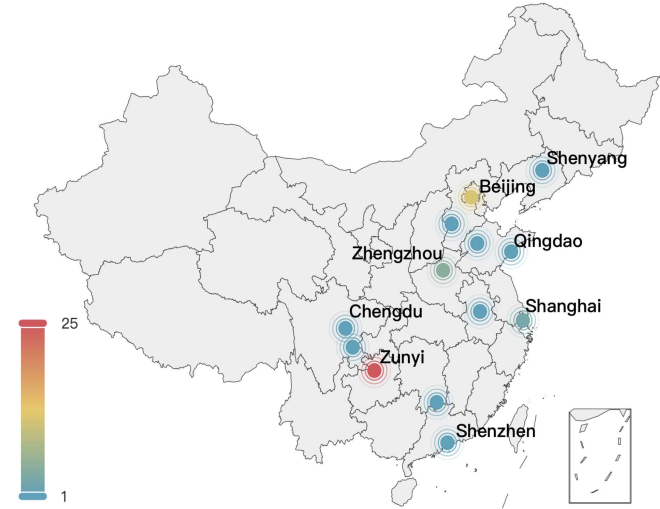 Shenyang
Beijing
Qingdao
Zhengzhou
Shanghai
Chengdu
25
Zunyi
Shenzhen
1